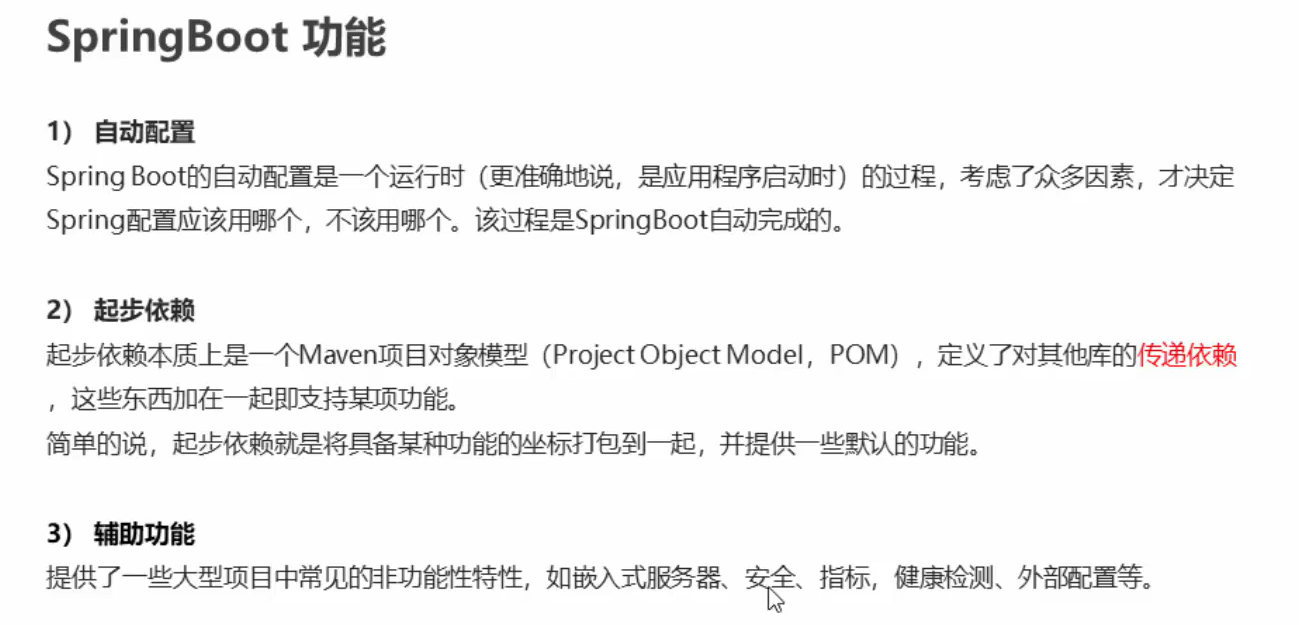 SpringBoot 功能
1） 自动配置
Spring Boot的自动配置是一个运行时（更准确地说，是应用程序启动时）的过程，考虑了众多因素，才决定
Spring配置应该用哪个，不该用哪个。该过程是SpringBoot自动完成的。
2） 起步依赖
起步依赖本质上是一个Maven项目对象模型（Project Object Model，POM），定义了对其他库的传递依赖
，这些东西加在一起即支持某项功能。
简单的说，起步依赖就是将具备某种功能的坐标打包到一起，并提供一些默认的功能。
3） 辅助功能
提供了一些大型项目中常见的非功能性特性，如嵌入式服务器、安全、指标，健康检测、外部配置等。